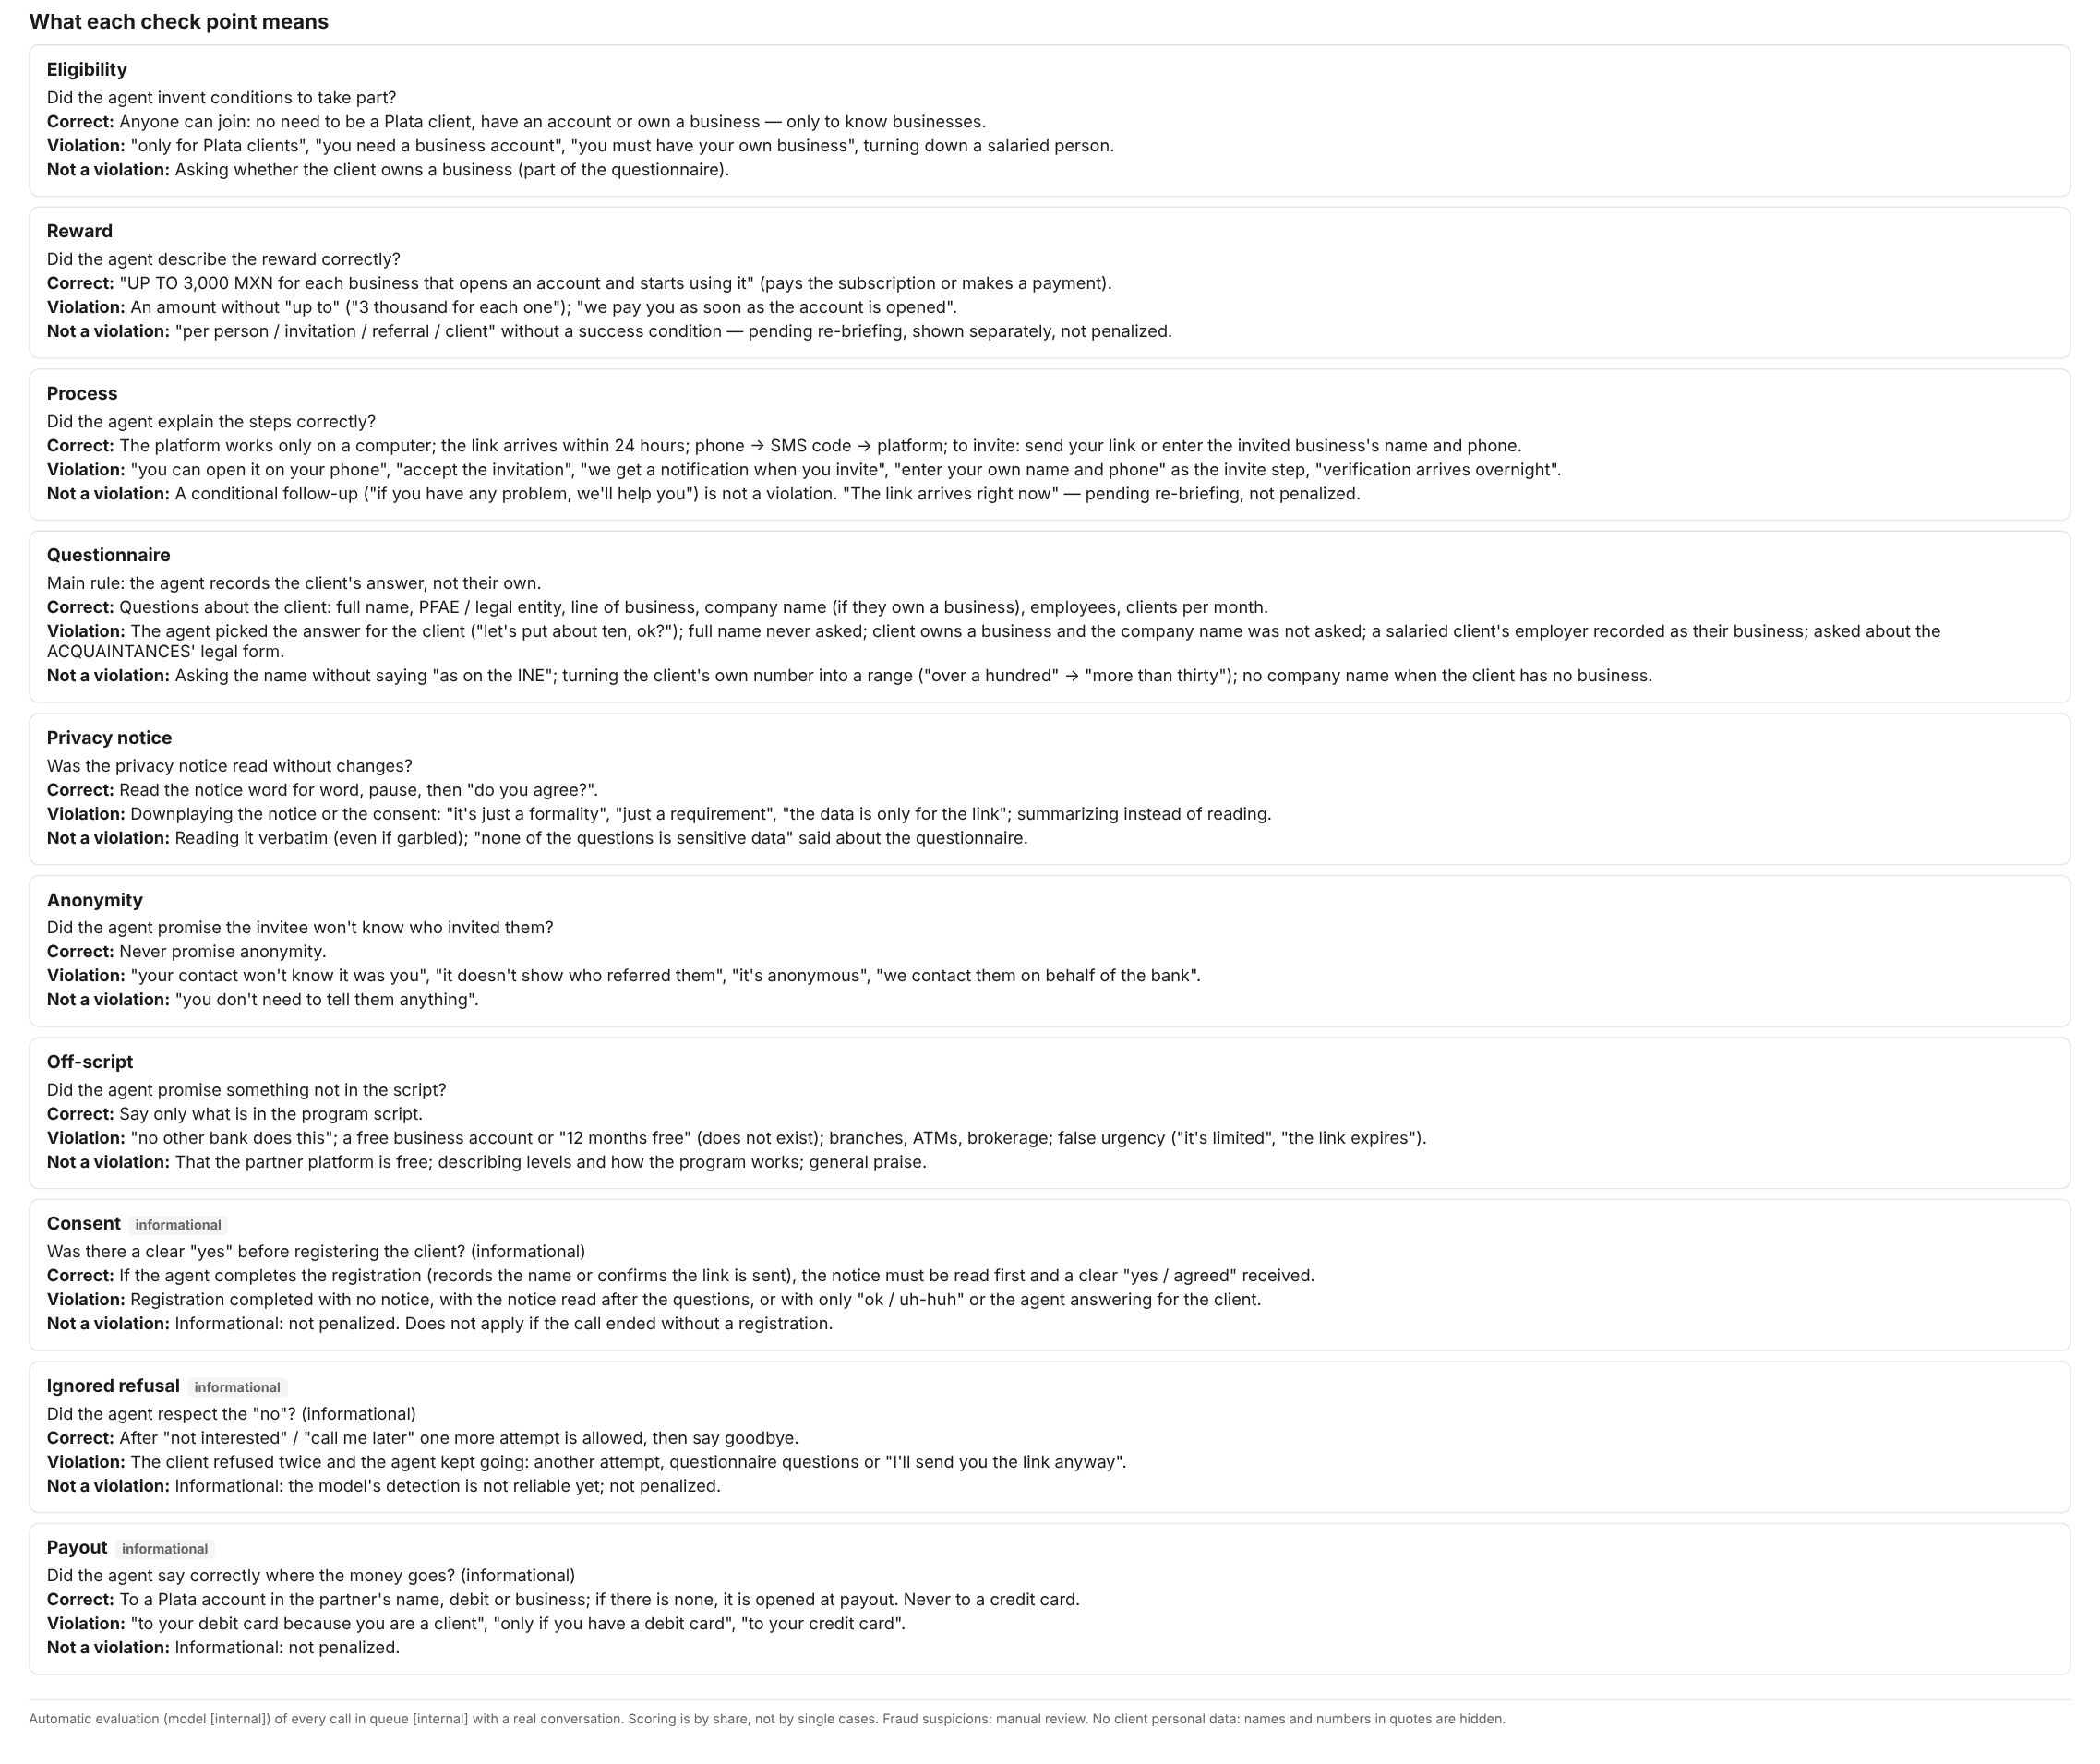 What each check point means
Eligibility
Did the agent invent conditions to take part?
Correct: Anyone can join: no need to be a Plata client, have an account or own a business — only to know businesses.
Violation: "only for Plata clients", "you need a business account", "you must have your own business", turning down a salaried person.
Not a violation: Asking whether the client owns a business (part of the questionnaire).
Reward
Did the agent describe the reward correctly?
Correct: "UP TO 3,000 MXN for each business that opens an account and starts using it" (pays the subscription or makes a payment).
Violation: An amount without "up to" ("3 thousand for each one"); "we pay you as soon as the account is opened".
Not a violation: "per person / invitation / referral / client" without a success condition — pending re-briefing, shown separately, not penalized.
Process
Did the agent explain the steps correctly?
Correct: The platform works only on a computer; the link arrives within 24 hours; phone → SMS code → platform; to invite: send your link or enter the invited business's name and phone.
Violation: "you can open it on your phone", "accept the invitation", "we get a notification when you invite", "enter your own name and phone" as the invite step, "verification arrives overnight".
Not a violation: A conditional follow-up ("if you have any problem, we'll help you") is not a violation. "The link arrives right now" — pending re-briefing, not penalized.
Questionnaire
Main rule: the agent records the client's answer, not their own.
Correct: Questions about the client: full name, PFAE / legal entity, line of business, company name (if they own a business), employees, clients per month.
Violation: The agent picked the answer for the client ("let's put about ten, ok?"); full name never asked; client owns a business and the company name was not asked; a salaried client's employer recorded as their business; asked about the
ACQUAINTANCES' legal form.
Not a violation: Asking the name without saying "as on the INE"; turning the client's own number into a range ("over a hundred" → "more than thirty"); no company name when the client has no business.
Privacy notice
Was the privacy notice read without changes?
Correct: Read the notice word for word, pause, then "do you agree?".
Violation: Downplaying the notice or the consent: "it's just a formality", "just a requirement", "the data is only for the link"; summarizing instead of reading.
Not a violation: Reading it verbatim (even if garbled); "none of the questions is sensitive data" said about the questionnaire.
Anonymity
Did the agent promise the invitee won't know who invited them?
Correct: Never promise anonymity.
Violation: "your contact won't know it was you", "it doesn't show who referred them", "it's anonymous", "we contact them on behalf of the bank".
Not a violation: "you don't need to tell them anything".
Off-script
Did the agent promise something not in the script?
Correct: Say only what is in the program script.
Violation: "no other bank does this"; a free business account or "12 months free" (does not exist); branches, ATMs, brokerage; false urgency ("it's limited", "the link expires").
Not a violation: That the partner platform is free; describing levels and how the program works; general praise.
Consent informational
Was there a clear "yes" before registering the client? (informational)
Correct: If the agent completes the registration (records the name or confirms the link is sent), the notice must be read first and a clear "yes / agreed" received.
Violation: Registration completed with no notice, with the notice read after the questions, or with only "ok / uh-huh" or the agent answering for the client.
Not a violation: Informational: not penalized. Does not apply if the call ended without a registration.
Ignored refusal informational
Did the agent respect the "no"? (informational)
Correct: After "not interested" / "call me later" one more attempt is allowed, then say goodbye.
Violation: The client refused twice and the agent kept going: another attempt, questionnaire questions or "I'll send you the link anyway".
Not a violation: Informational: the model's detection is not reliable yet; not penalized.
Payout informational
Did the agent say correctly where the money goes? (informational)
Correct: To a Plata account in the partner's name, debit or business; if there is none, it is opened at payout. Never to a credit card.
Violation: "to your debit card because you are a client", "only if you have a debit card", "to your credit card".
Not a violation: Informational: not penalized.
Automatic evaluation (model [internal]) of every call in queue [internal] with a real conversation. Scoring is by share, not by single cases. Fraud suspicions: manual review. No client personal data: names and numbers in quotes are hidden.